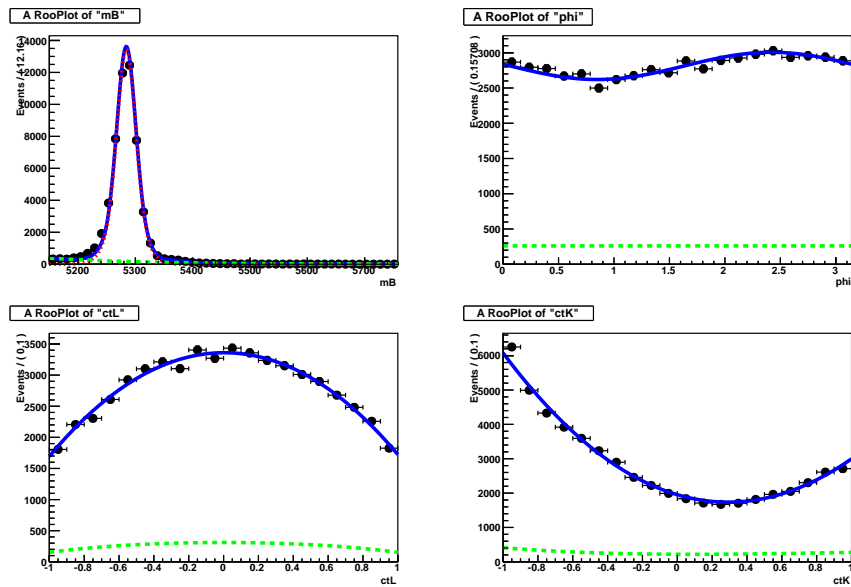 A RooPlot of "mB"
Events / ( 12.16 )
14000
12000
10000
8000
6000
4000
2000
0
5200 5300 5400 5500 5600 5700
mB
A RooPlot of "phi"
Events / ( 0.15708 )
3000
2500
2000
1500
1000
500
0
0 0.5 1 1.5 2 2.5 3
phi
A RooPlot of "ctL"
Events / ( 0.1 )
3500
3000
2500
2000
1500
1000
500
0
-1 -0.8 -0.6 -0.4 -0.2 0 0.2 0.4 0.6 0.8 1
ctL
A RooPlot of "ctK"
Events / ( 0.1 )
6000
5000
4000
3000
2000
1000
0
-1 -0.8 -0.6 -0.4 -0.2 0 0.2 0.4 0.6 0.8 1
ctK